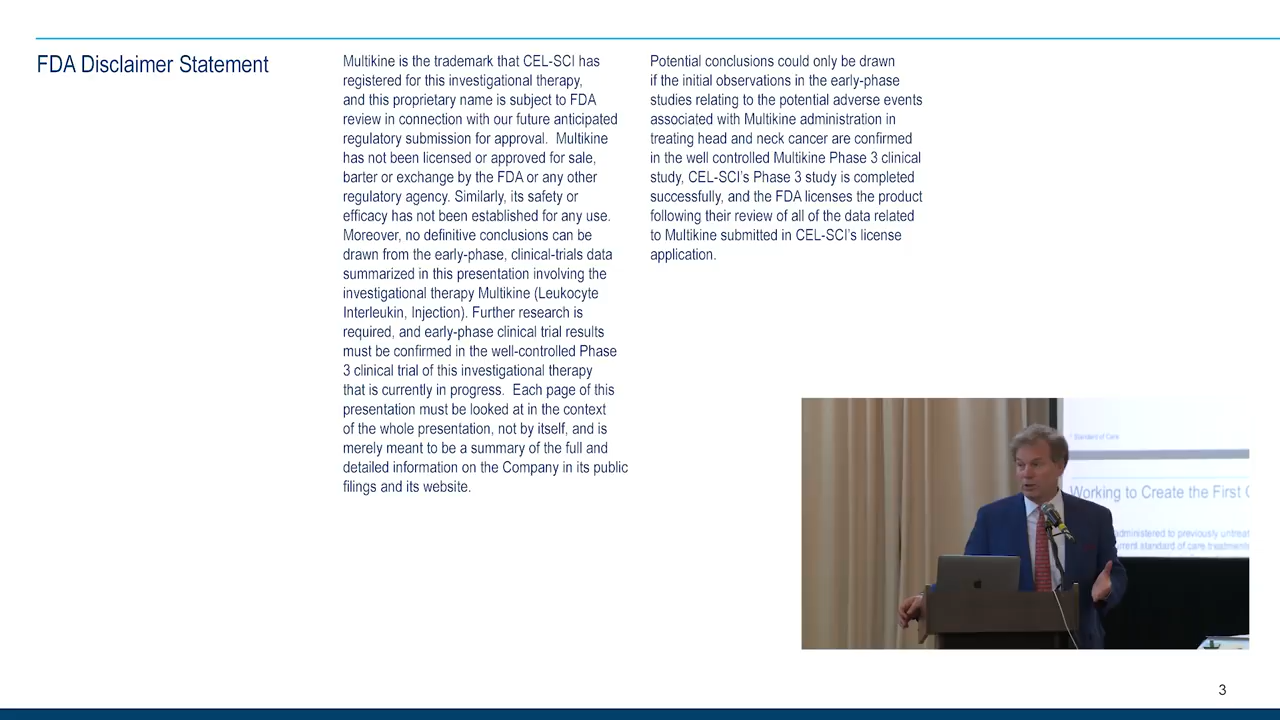 FDA Disclaimer Statement
Multikine is the trademark that CEL-SCI has
registered for this investigational therapy,
and this proprietary name is subject to FDA
review in connection with our future anticipated
regulatory submission for approval.  Multikine
has not been licensed or approved for sale,
barter or exchange by the FDA or any other
regulatory agency. Similarly, its safety or
efficacy has not been established for any use.
Moreover, no definitive conclusions can be
drawn from the early-phase, clinical-trials data
summarized in this presentation involving the
investigational therapy Multikine (Leukocyte
Interleukin, Injection). Further research is
required, and early-phase clinical trial results
must be confirmed in the well-controlled Phase
3 clinical trial of this investigational therapy
that is currently in progress.  Each page of this
presentation must be looked at in the context
of the whole presentation, not by itself, and is
merely meant to be a summary of the full and
detailed information on the Company in its public
filings and its website.
Potential conclusions could only be drawn
if the initial observations in the early-phase
studies relating to the potential adverse events
associated with Multikine administration in
treating head and neck cancer are confirmed
in the well controlled Multikine Phase 3 clinical
study, CEL-SCI's Phase 3 study is completed
successfully, and the FDA licenses the product
following their review of all of the data related
to Multikine submitted in CEL-SCI's license
application.
* Standard of Care
Working to Create the First
administered to previously untreat
rrent standard of care treatments
3